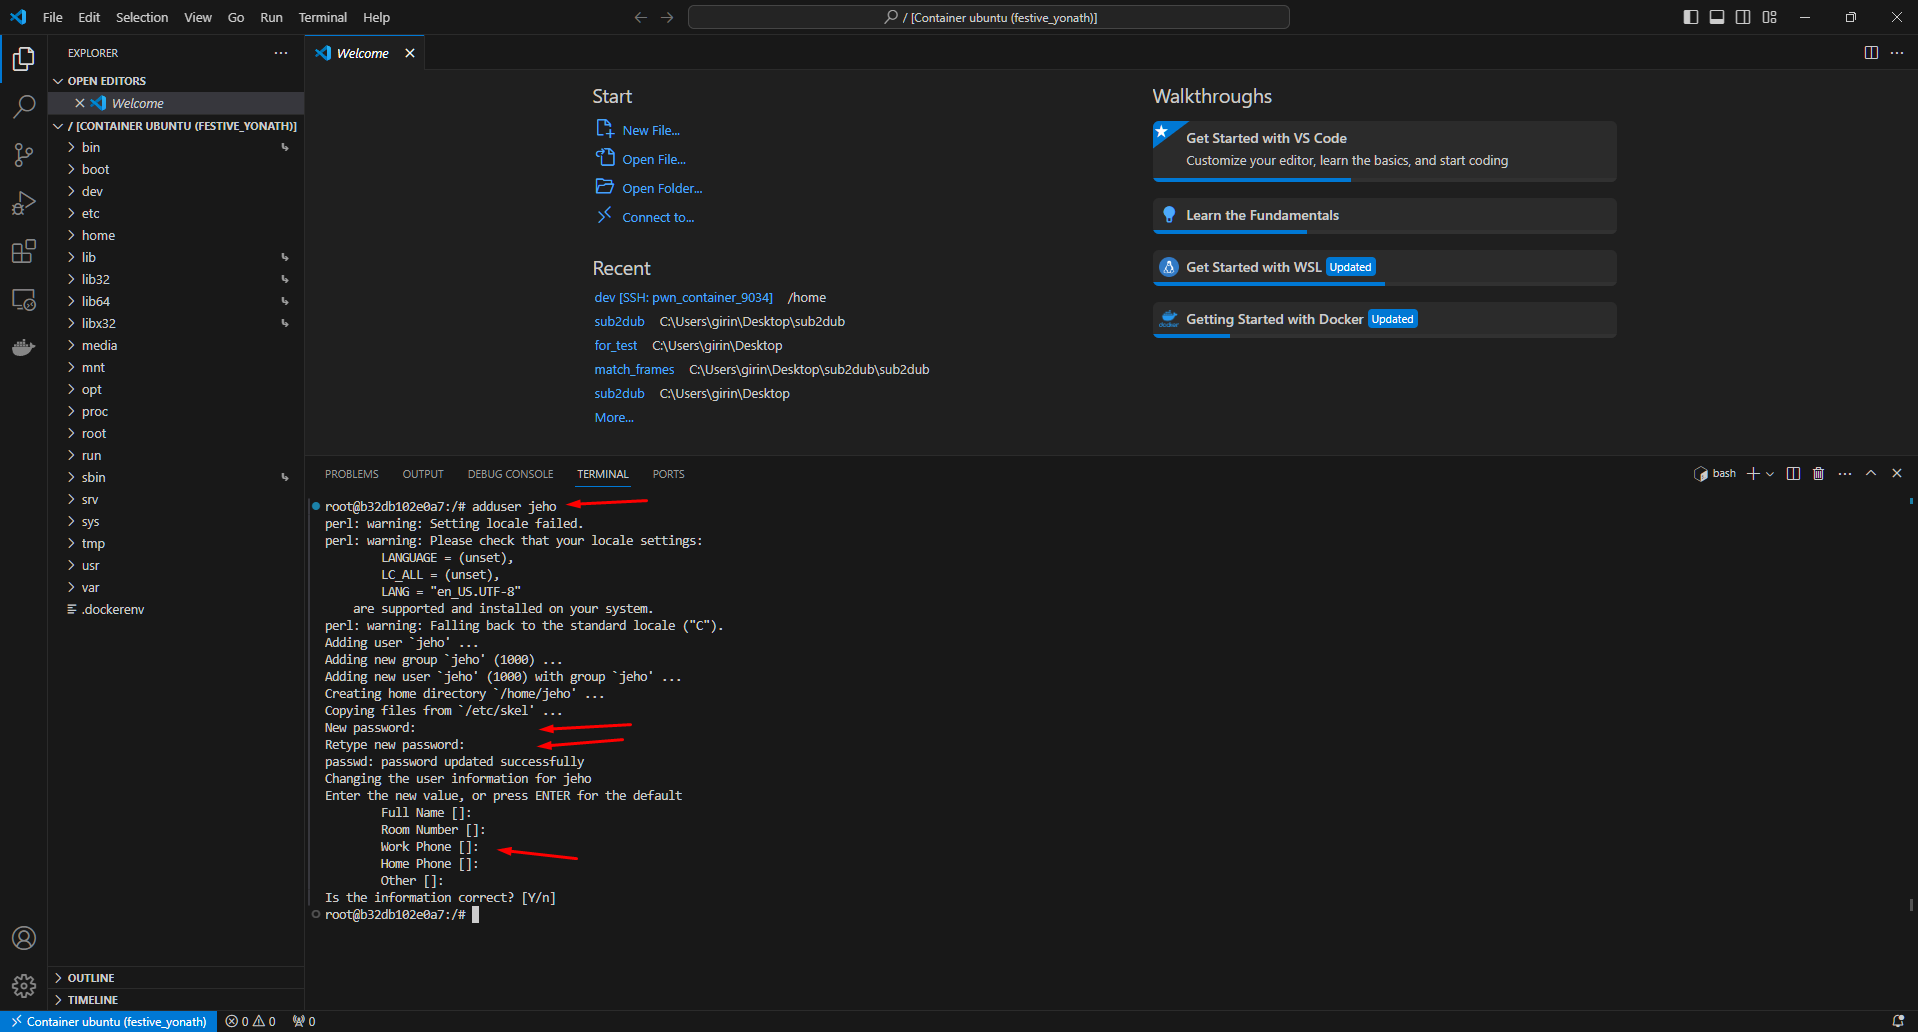 File Edit Selection View Go Run Terminal Help
/ [Container ubuntu (festive_yonath)]
EXPLORER
OPEN EDITORS
Welcome
/ [CONTAINER UBUNTU (FESTIVE_YONATH)]
bin
boot
dev
etc
home
lib
lib32
lib64
libx32
media
mnt
opt
proc
root
run
sbin
srv
sys
tmp
usr
var
.dockerenv
OUTLINE
TIMELINE
Welcome
Start
New File...
Open File...
Open Folder...
Connect to...
Recent
dev [SSH: pwn_container_9034] /home
sub2dub C:\Users\girin\Desktop\sub2dub
for_test C:\Users\girin\Desktop
match_frames C:\Users\girin\Desktop\sub2dub\sub2dub
sub2dub C:\Users\girin\Desktop
More...
Walkthroughs
Get Started with VS Code
Customize your editor, learn the basics, and start coding
Learn the Fundamentals
Get Started with WSL Updated
docker
Getting Started with Docker Updated
PROBLEMS OUTPUT DEBUG CONSOLE TERMINAL PORTS
bash
root@b32db102e0a7:/# adduser jeho
perl: warning: Setting locale failed.
perl: warning: Please check that your locale settings:
LANGUAGE = (unset),
LC_ALL = (unset),
LANG = "en_US.UTF-8"
are supported and installed on your system.
perl: warning: Falling back to the standard locale ("C").
Adding user `jeho' ...
Adding new group `jeho' (1000) ...
Adding new user `jeho' (1000) with group `jeho' ...
Creating home directory `/home/jeho' ...
Copying files from `/etc/skel' ...
New password:
Retype new password:
passwd: password updated successfully
Changing the user information for jeho
Enter the new value, or press ENTER for the default
Full Name []:
Room Number []:
Work Phone []:
Home Phone []:
Other []:
Is the information correct? [Y/n]
root@b32db102e0a7:/#
Container ubuntu (festive_yonath) 0 0 0